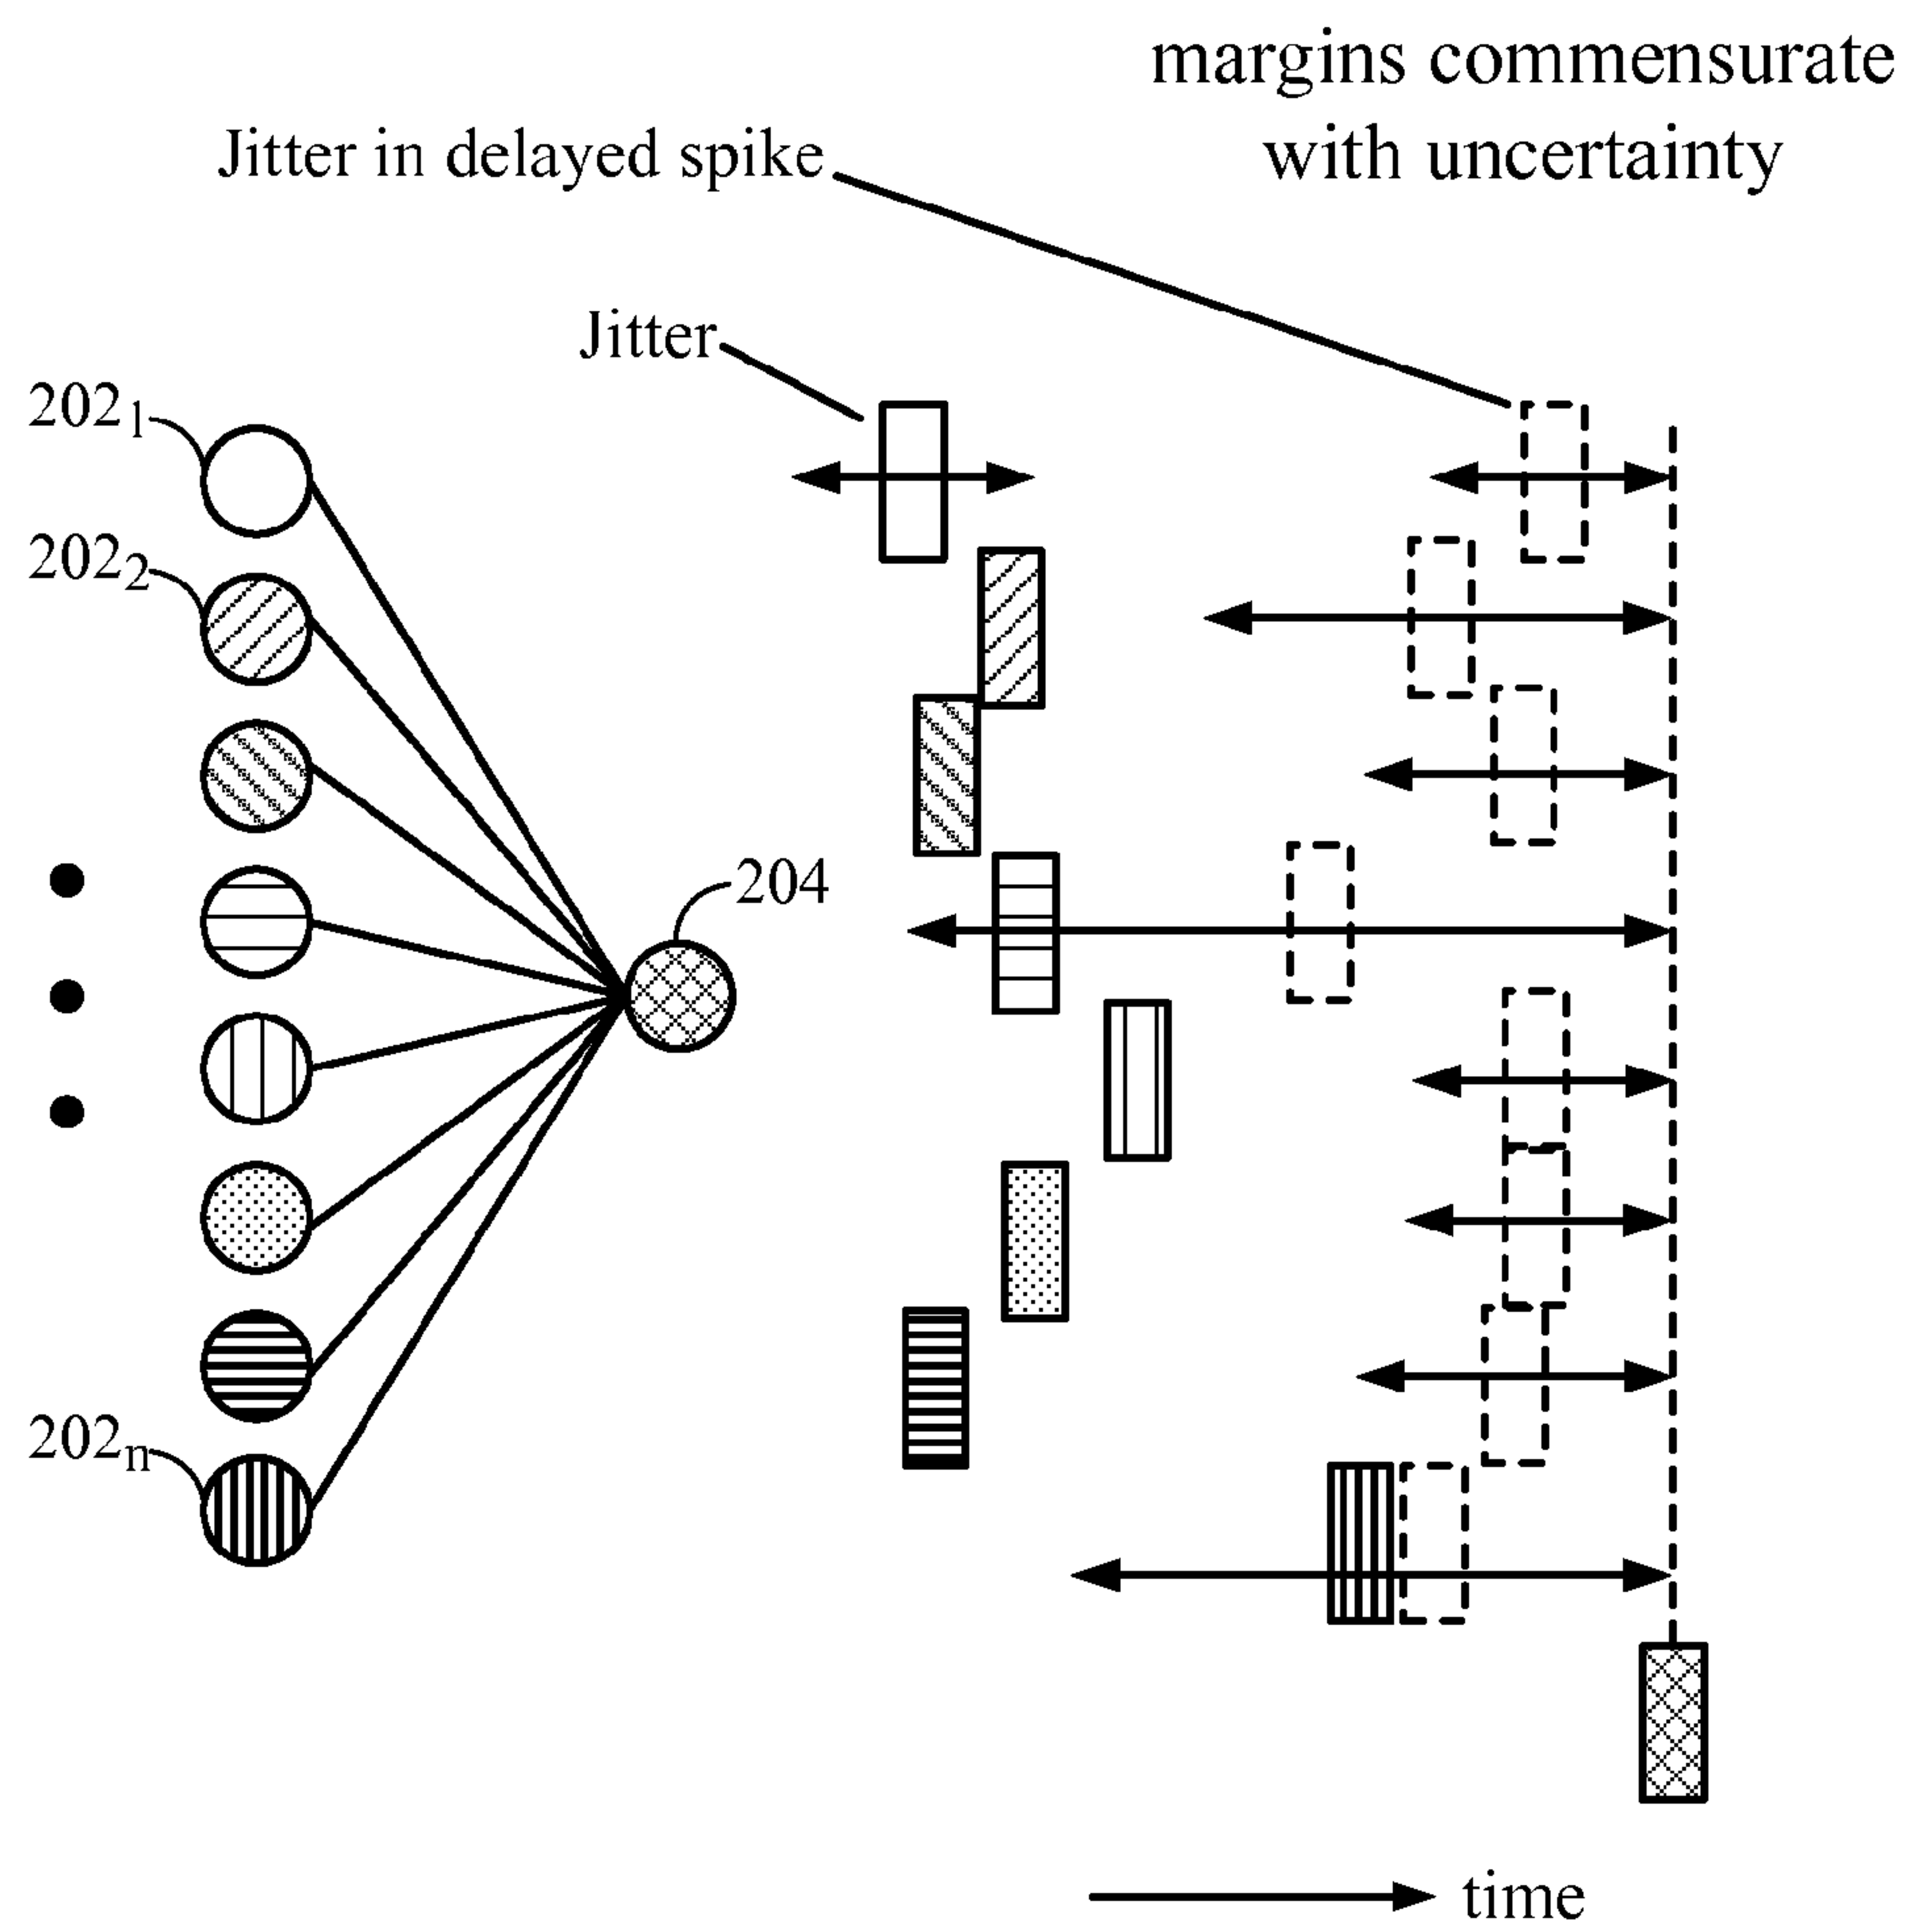 margins commensurate
with uncertainty
Jitter in delayed spike
Jitter
202₁
202₂
204
202ₙ
time